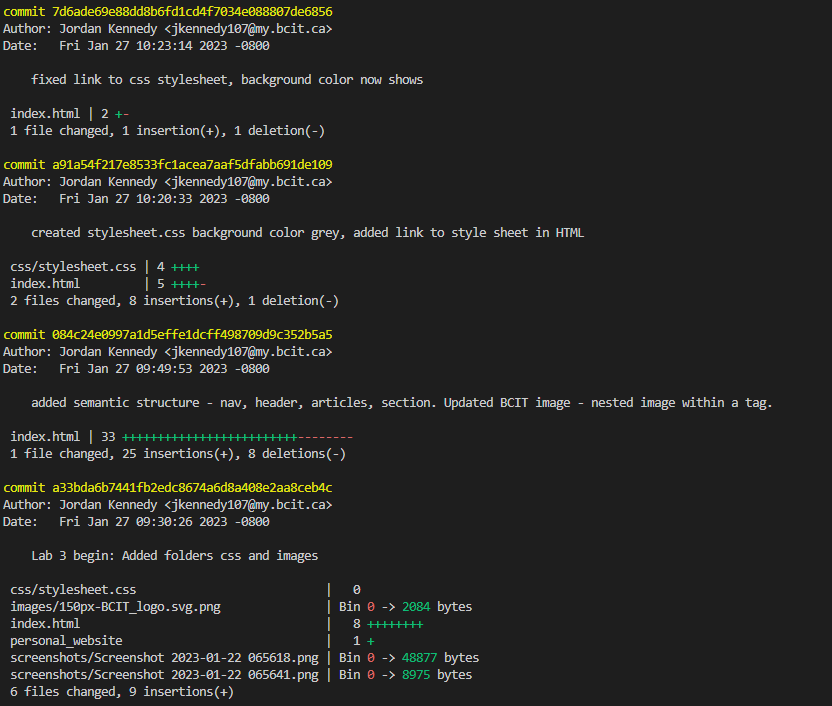 commit 7d6ade69e88dd8b6fd1cd4f7034e088807de6856
Author: Jordan Kennedy <jkennedy107@my.bcit.ca>
Date:   Fri Jan 27 10:23:14 2023 -0800

    fixed link to css stylesheet, background color now shows

 index.html | 2 +-
 1 file changed, 1 insertion(+), 1 deletion(-)

commit a91a54f217e8533fc1acea7aaf5dfabb691de109
Author: Jordan Kennedy <jkennedy107@my.bcit.ca>
Date:   Fri Jan 27 10:20:33 2023 -0800

    created stylesheet.css background color grey, added link to style sheet in HTML

 css/stylesheet.css | 4 ++++
 index.html         | 5 ++++-
 2 files changed, 8 insertions(+), 1 deletion(-)

commit 084c24e0997a1d5effe1dcff498709d9c352b5a5
Author: Jordan Kennedy <jkennedy107@my.bcit.ca>
Date:   Fri Jan 27 09:49:53 2023 -0800

    added semantic structure - nav, header, articles, section. Updated BCIT image - nested image within a tag.

 index.html | 33 +++++++++++++++++++++++++--------
 1 file changed, 25 insertions(+), 8 deletions(-)

commit a33bda6b7441fb2edc8674a6d8a408e2aa8ceb4c
Author: Jordan Kennedy <jkennedy107@my.bcit.ca>
Date:   Fri Jan 27 09:30:26 2023 -0800

    Lab 3 begin: Added folders css and images

 css/stylesheet.css                           |   0
 images/150px-BCIT_logo.svg.png               | Bin 0 -> 2084 bytes
 index.html                                   |   8 ++++++++
 personal_website                             |   1 +
 screenshots/Screenshot 2023-01-22 065618.png | Bin 0 -> 48877 bytes
 screenshots/Screenshot 2023-01-22 065641.png | Bin 0 -> 8975 bytes
 6 files changed, 9 insertions(+)